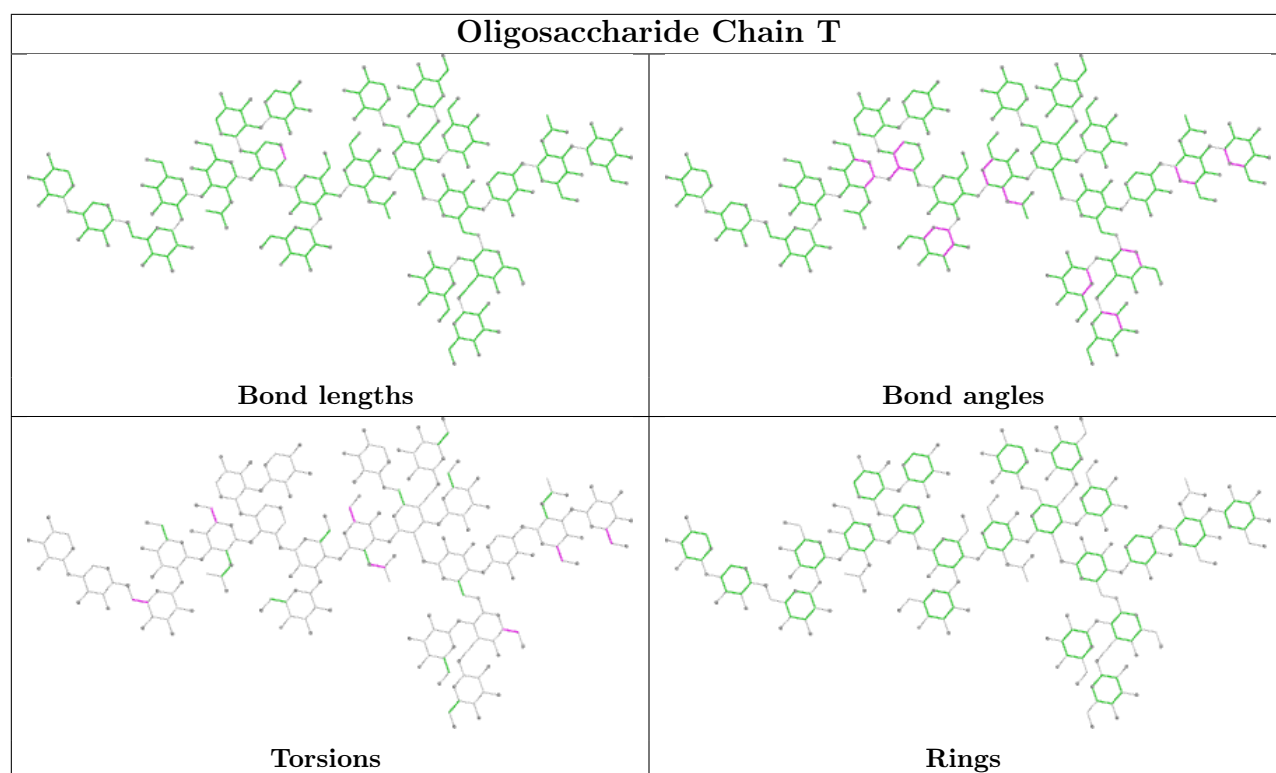 Oligosaccharide Chain T
Bond lengths
Bond angles
Torsions
Rings